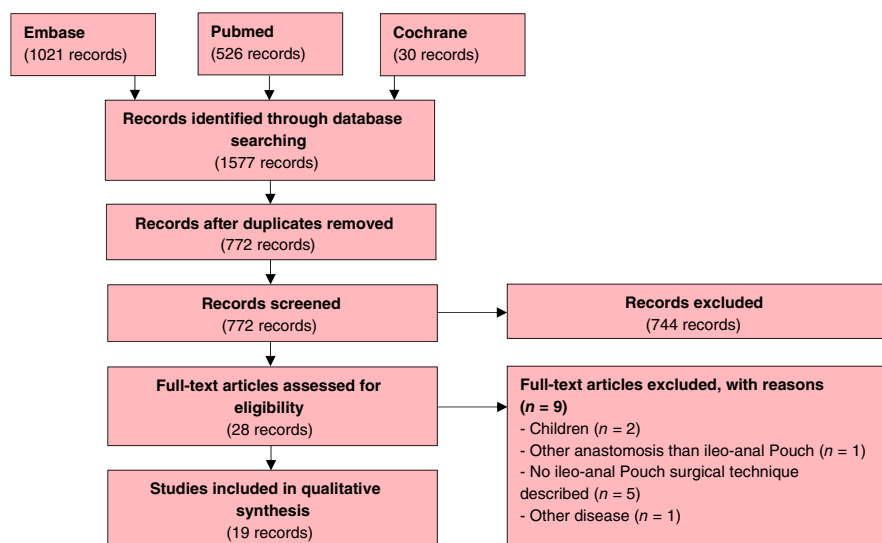 Embase
(1021 records)
Pubmed
(526 records)
Cochrane
(30 records)
Records identified through database
searching
(1577 records)
Records after duplicates removed
(772 records)
Records screened
(772 records)
Records excluded
(744 records)
Full-text articles assessed for
eligibility
(28 records)
Full-text articles excluded, with reasons
(n = 9)
- Children (n = 2)
- Other anastomosis than ileo-anal Pouch (n = 1)
- No ileo-anal Pouch surgical technique
described (n = 5)
- Other disease (n = 1)
Studies included in qualitative
synthesis
(19 records)